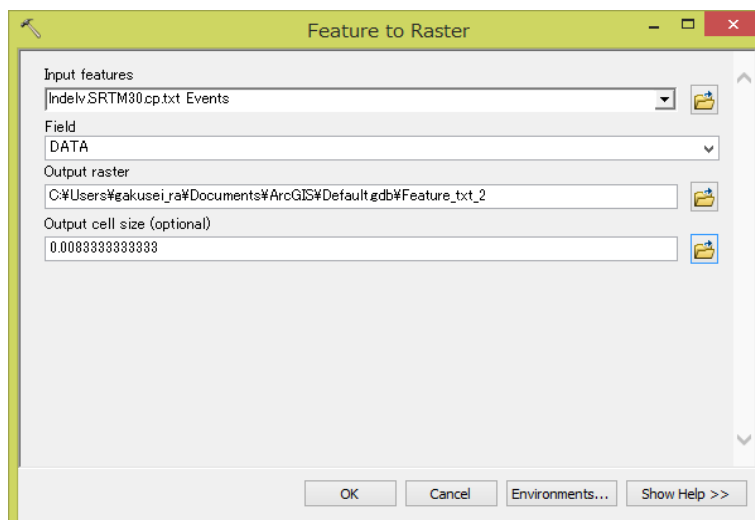 Feature to Raster
Input features
lndelv.SRTM30.cp.txt Events
Field
DATA
Output raster
C:¥Users¥gakusei_ra¥Documents¥ArcGIS¥Default.gdb¥Feature_txt_2
Output cell size (optional)
0.0083333333333
OK Cancel Environments... Show Help >>